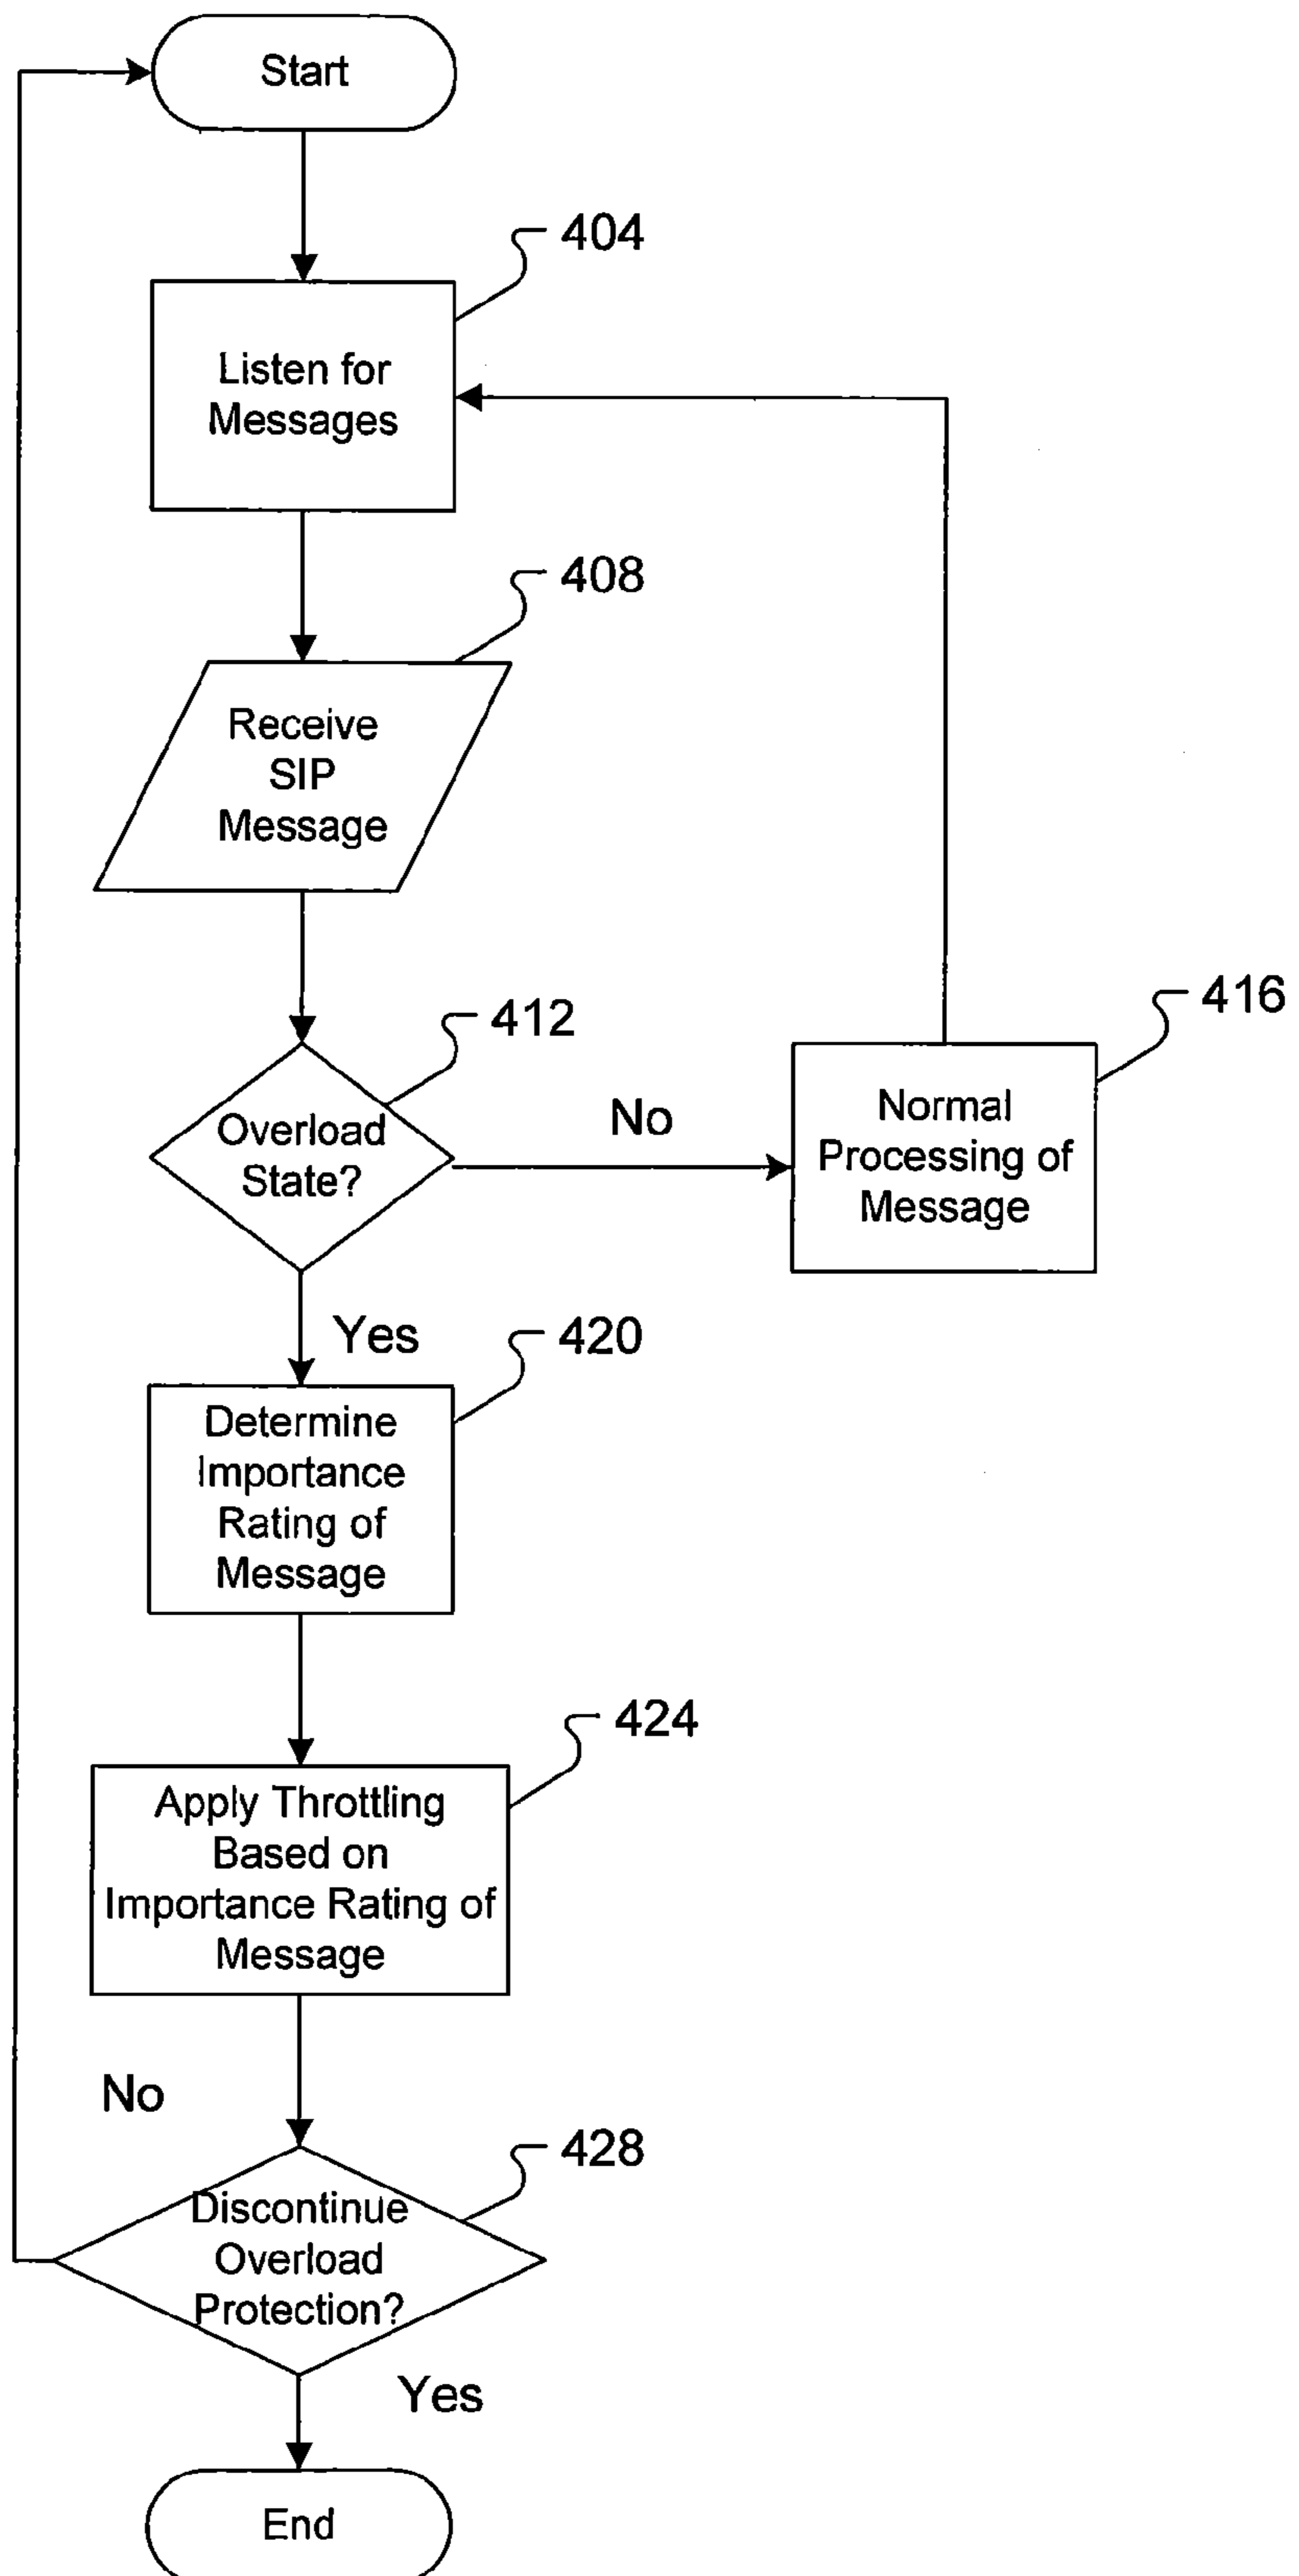 Start
404
Listen for
Messages
408
Receive
SIP
Message
412
Overload
State?
No
416
Normal
Processing of
Message
Yes
420
Determine
Importance
Rating of
Message
424
Apply Throttling
Based on
Importance Rating of
Message
No
428
Discontinue
Overload
Protection?
Yes
End